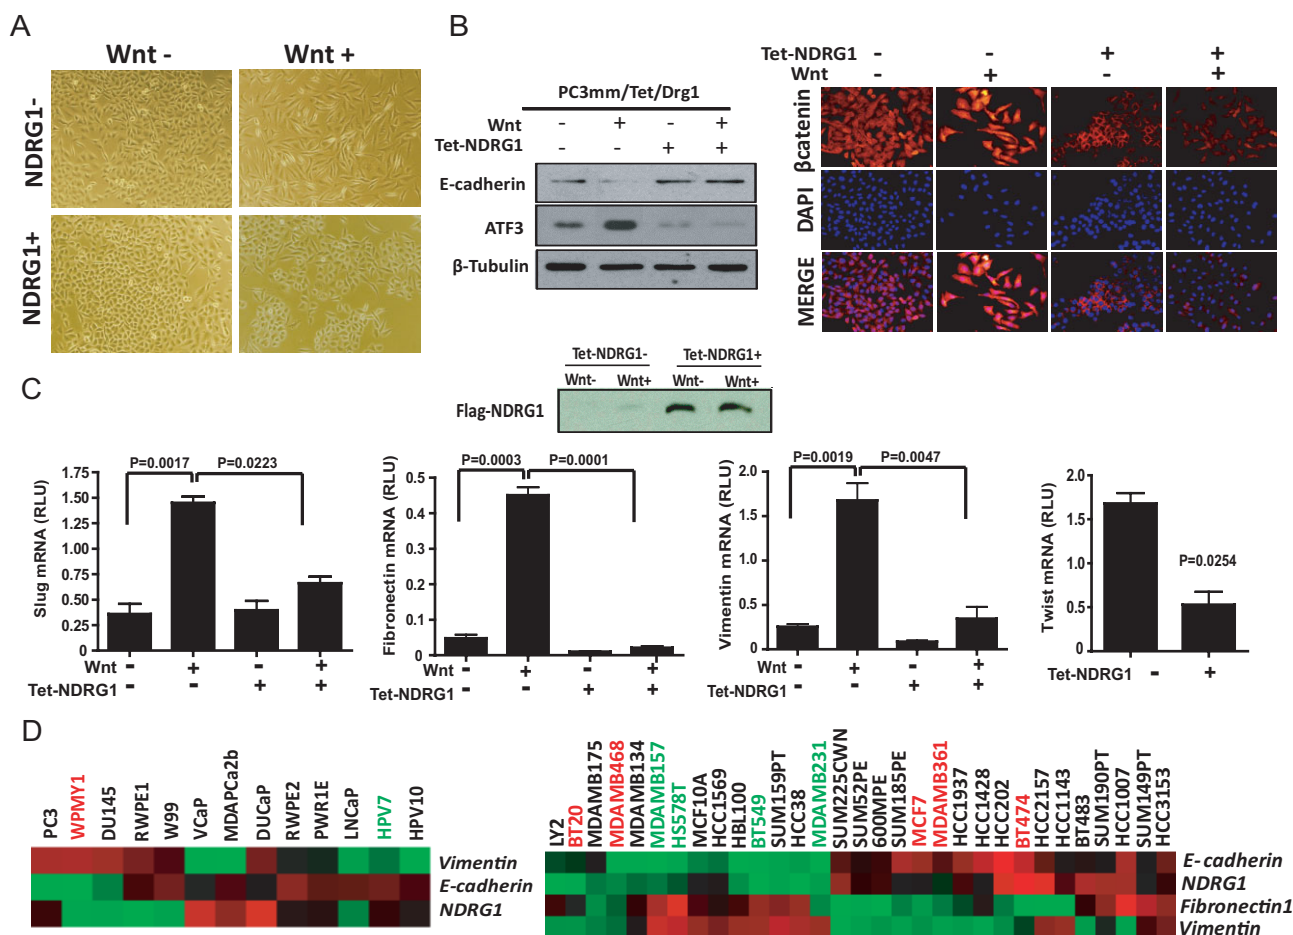 A
Wnt -
Wnt +
NDRG1-
NDRG1+
B
PC3mm/Tet/Drg1
Wnt - + - +
Tet-NDRG1 - - + +
E-cadherin
ATF3
β-Tubulin
Tet-NDRG1 - - + +
Wnt - + - +
βcatenin
DAPI
MERGE
C
Tet-NDRG1- Tet-NDRG1+
Wnt- Wnt+ Wnt- Wnt+
Flag-NDRG1
Slug mRNA (RLU)
1.75
1.50
1.25
1.00
0.75
0.50
0.25
0
P=0.0017 P=0.0223
Wnt - + - +
Tet-NDRG1 - - + +
Fibronectin mRNA (RLU)
0.5
0.4
0.3
0.2
0.1
0
P=0.0003 P=0.0001
Wnt - + - +
Tet-NDRG1 - - + +
Vimentin mRNA (RLU)
2.0
1.5
1.0
0.5
0
P=0.0019 P=0.0047
Wnt - + - +
Tet-NDRG1 - - + +
Twist mRNA (RLU)
2.0
1.5
1.0
0.5
0
P=0.0254
Tet-NDRG1 - +
D
PC3
WPMY1
DU145
RWPE1
W99
VCaP
MDAPCa2b
DUCaP
RWPE2
PWR1E
LNCaP
HPV7
HPV10
Vimentin
E-cadherin
NDRG1
LY2
BT20
MDAMB175
MDAMB468
MDAMB134
MDAMB157
HS578T
MCF10A
HCC1569
HBL100
BT549
SUM159PT
HCC38
MDAMB231
SUM225CWN
SUM52PE
600MPE
SUM185PE
MCF7
MDAMB361
HCC1937
HCC1428
HCC202
BT474
HCC2157
HCC1143
BT483
SUM190PT
HCC1007
SUM149PT
HCC3153
E-cadherin
NDRG1
Fibronectin1
Vimentin